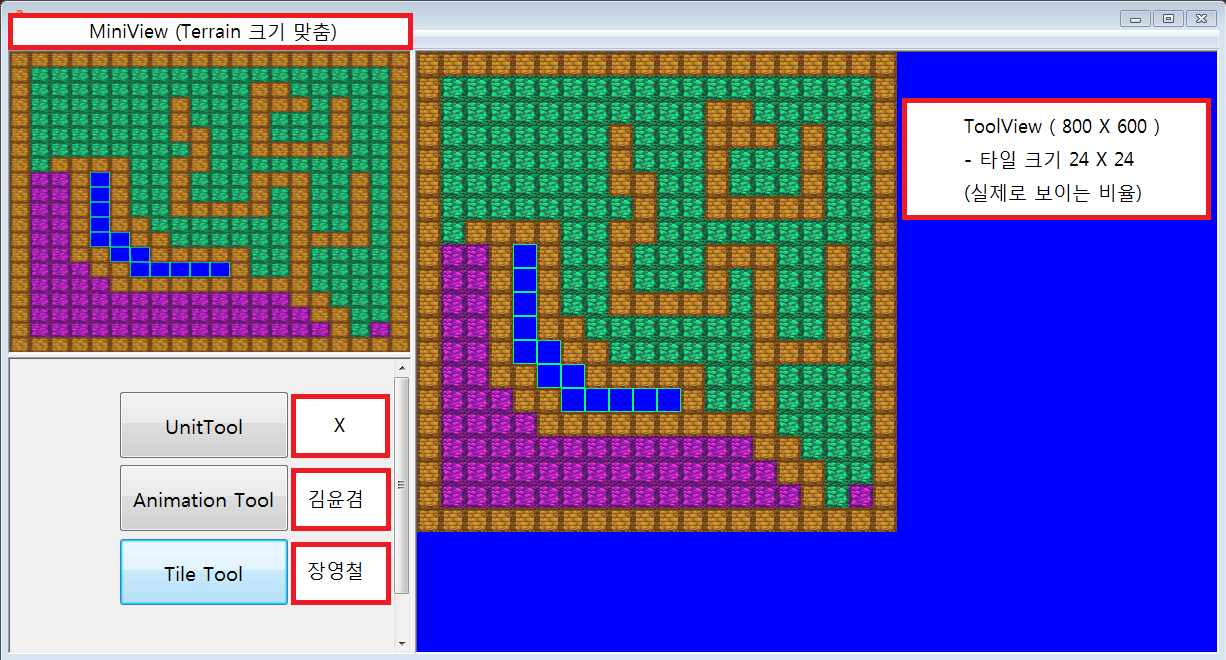 MiniView (Terrain 크기 맞춤)
ToolView ( 800 X 600 )
- 타일 크기 24 X 24
(실제로 보이는 비율)
UnitTool
X
Animation Tool
김윤겸
Tile Tool
장영철